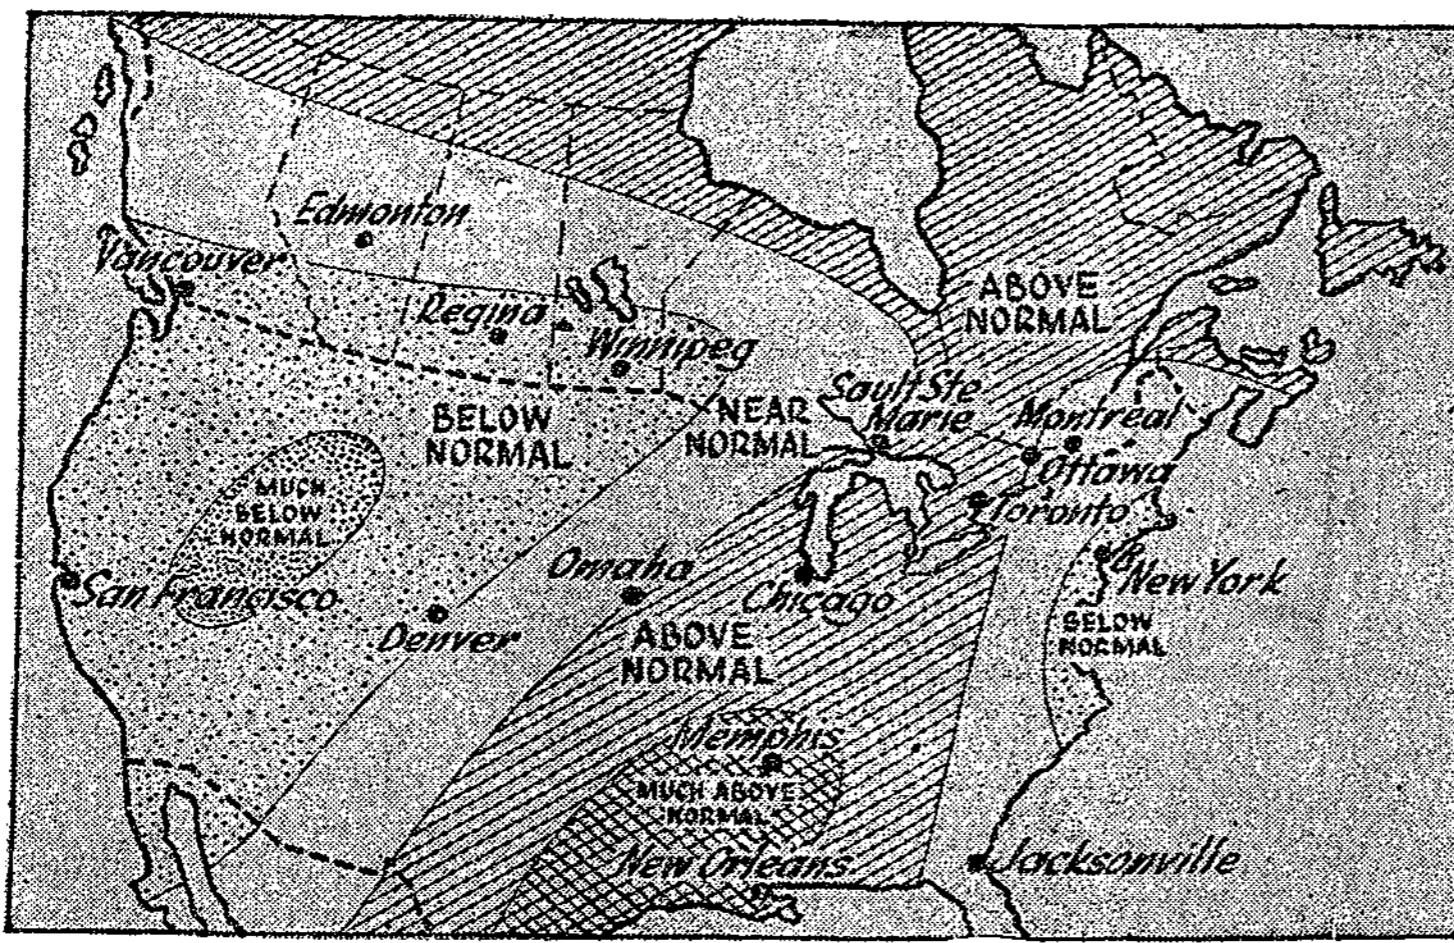 Edmonton
Vancouver
Regina
Winnipeg
ABOVE
NORMAL
BELOW
NORMAL
NEAR
NORMAL
Sault Ste
Marie
Montreal
Ottawa
Toronto
MUCH
BELOW
NORMAL
San Francisco
Denver
Omaha
Chicago
New York
BELOW
NORMAL
ABOVE
NORMAL
Memphis
MUCH ABOVE
NORMAL
New Orleans
Jacksonville